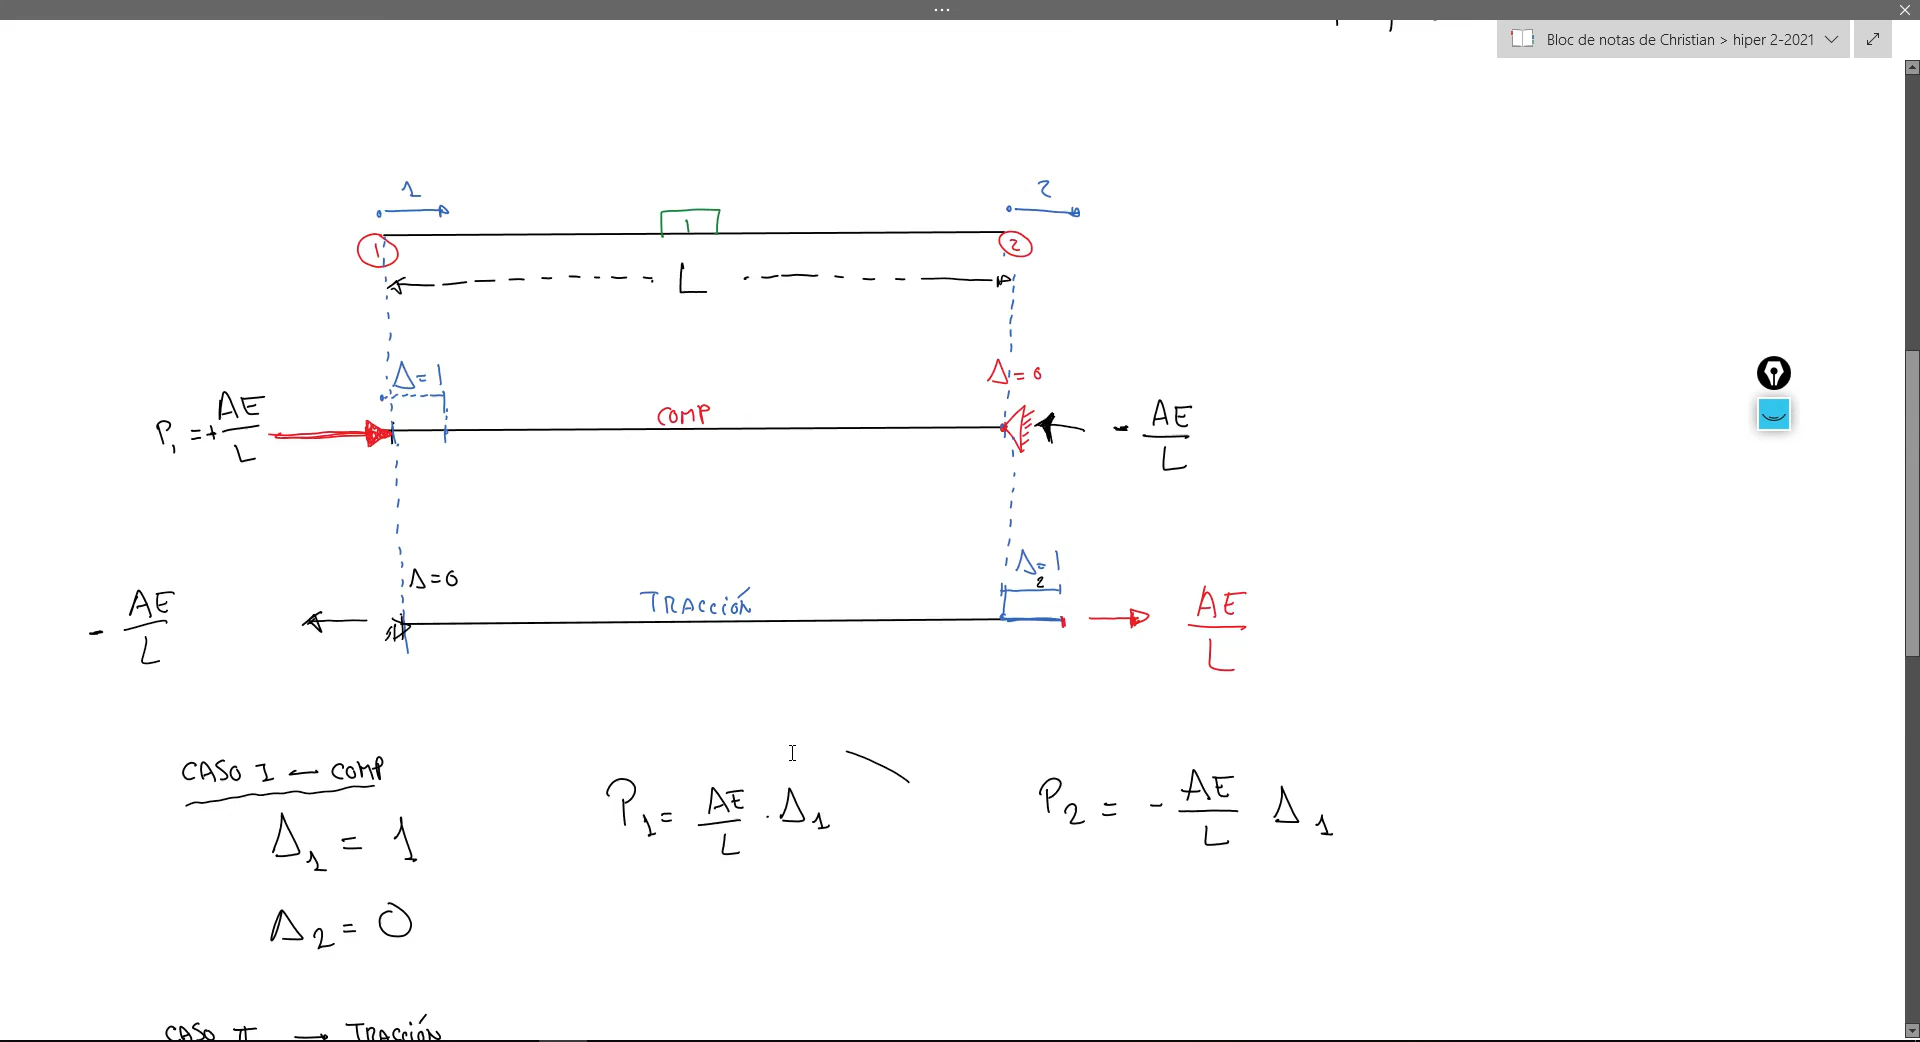 Bloc de notas de Christian > hiper 2-2021
1 2
1
1 2
L
Δ=1 Δ=0
P₁ = + AE/L COMP - AE/L
Δ=0 Δ=1
2
- AE/L TRACCIÓN AE/L
CASO I ← COMP
Δ₁ = 1 P₁ = AE/L · Δ₁ P₂ = - AE/L Δ₁
Δ₂ = 0
CASO II → TRACCIÓN